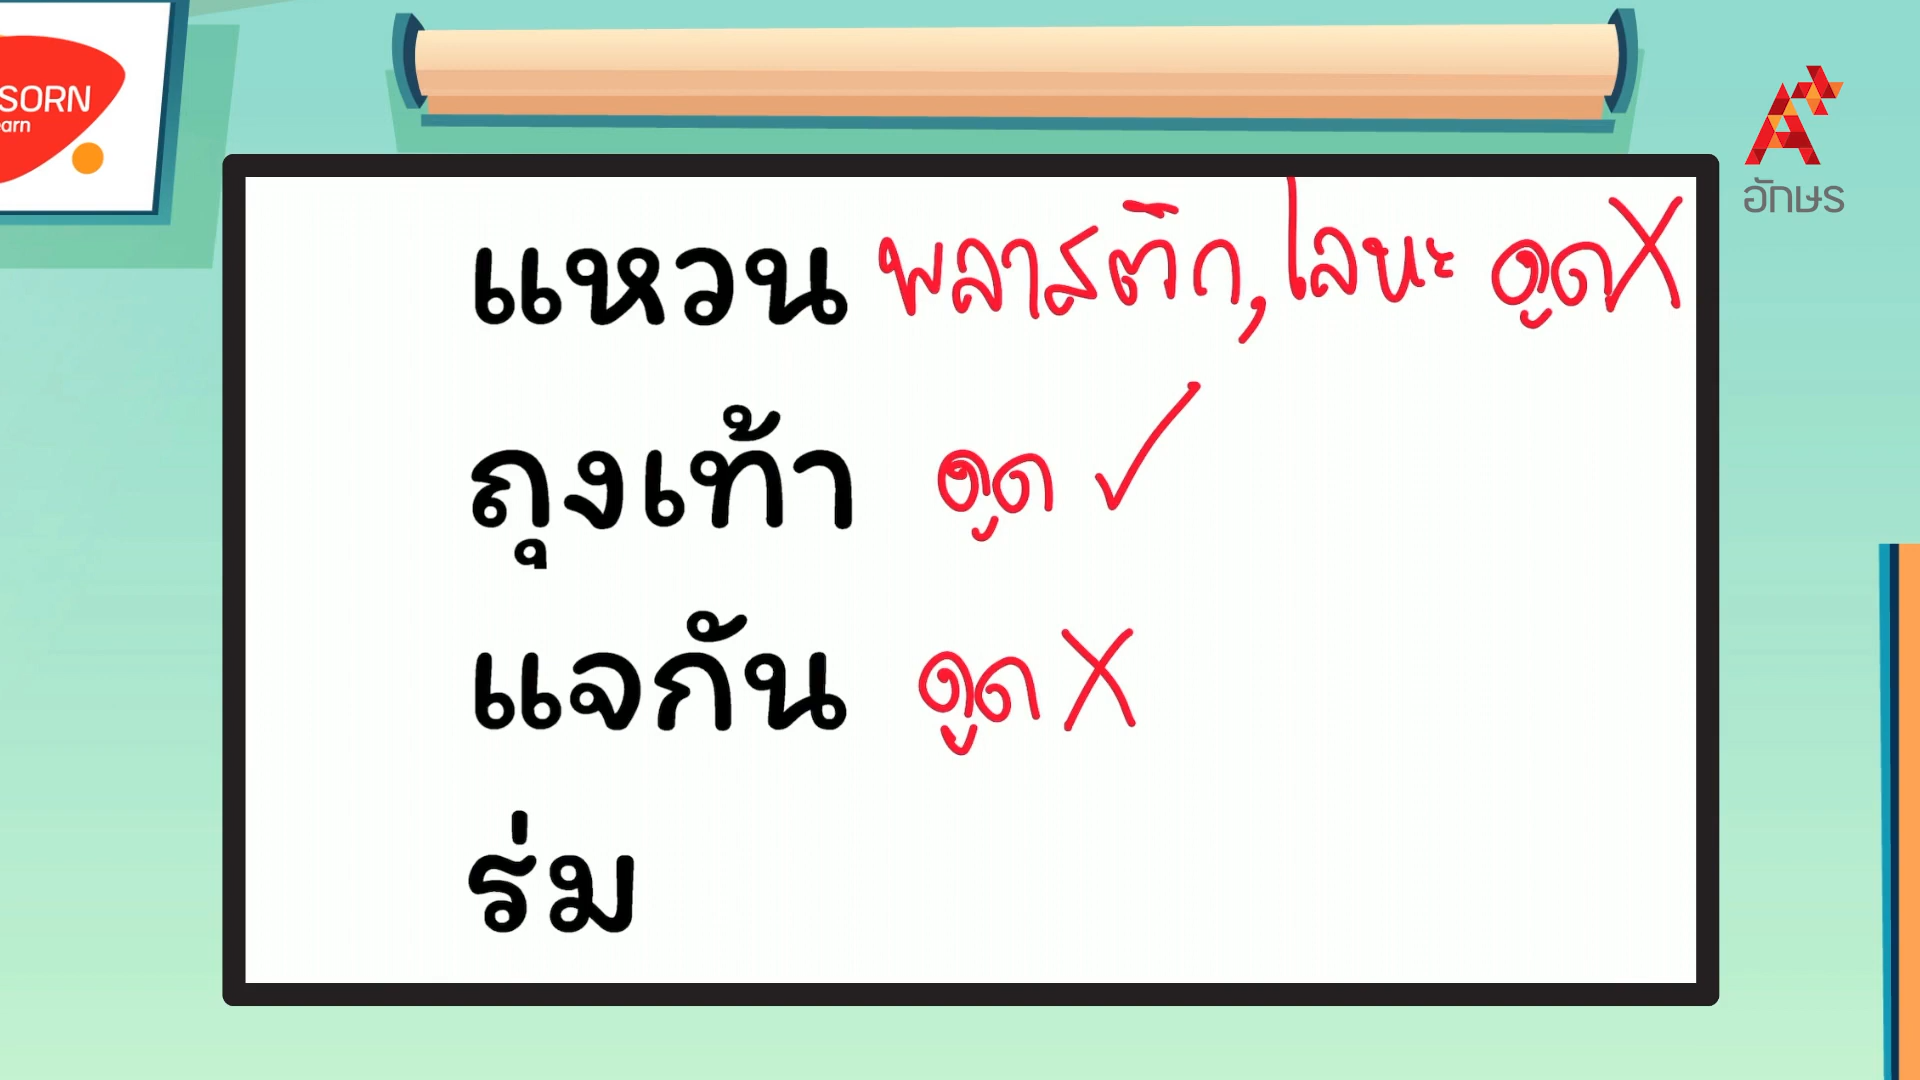 SORN
earn
อักษร
แหวน พลาสติก, โลหะ ดูด X
ถุงเท้า ดูด ✓
แจกัน ดูด X
ร่ม